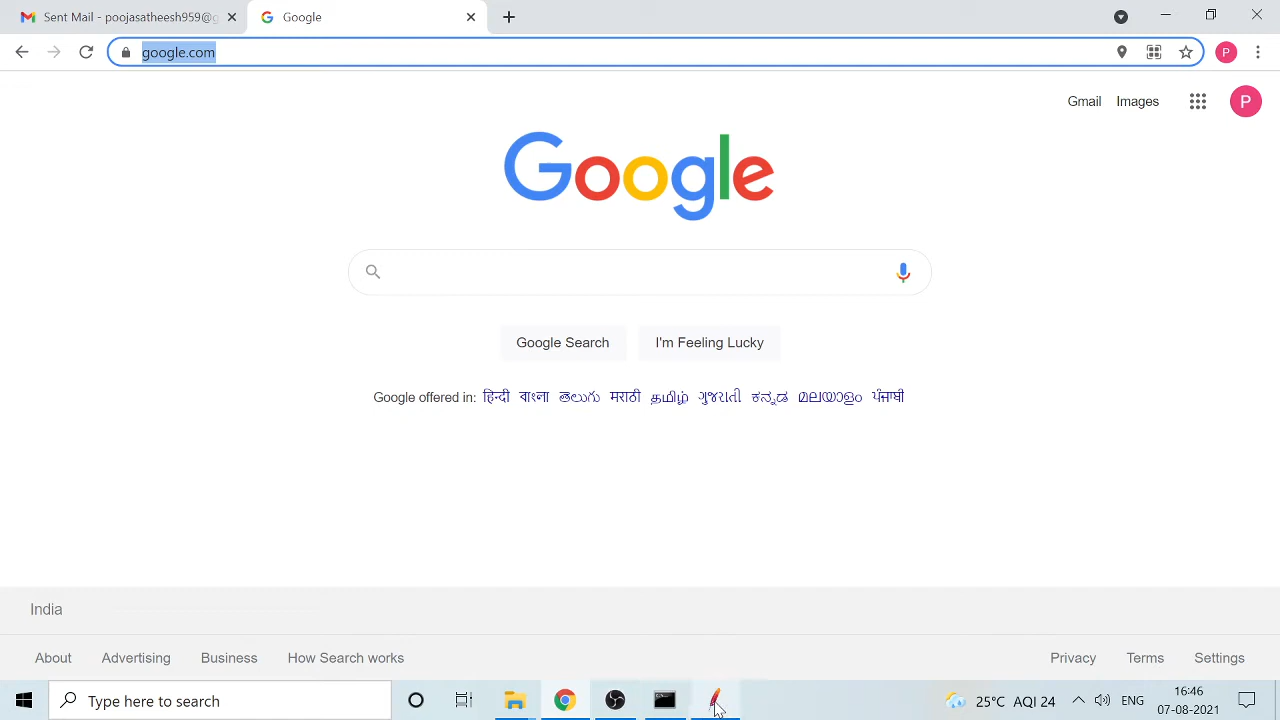 Sent Mail - poojasatheesh959@g
Google
google.com
P
Gmail Images
P
Google
Google Search
I'm Feeling Lucky
Google offered in: हिन्दी বাংলা తెలుగు मराठी தமிழ் ગુજરાતી ಕನ್ನಡ മലയാളം ਪੰਜਾਬੀ
India
About Advertising Business How Search works
Privacy Terms Settings
Type here to search
25°C AQI 24
ENG
16:46
07-08-2021